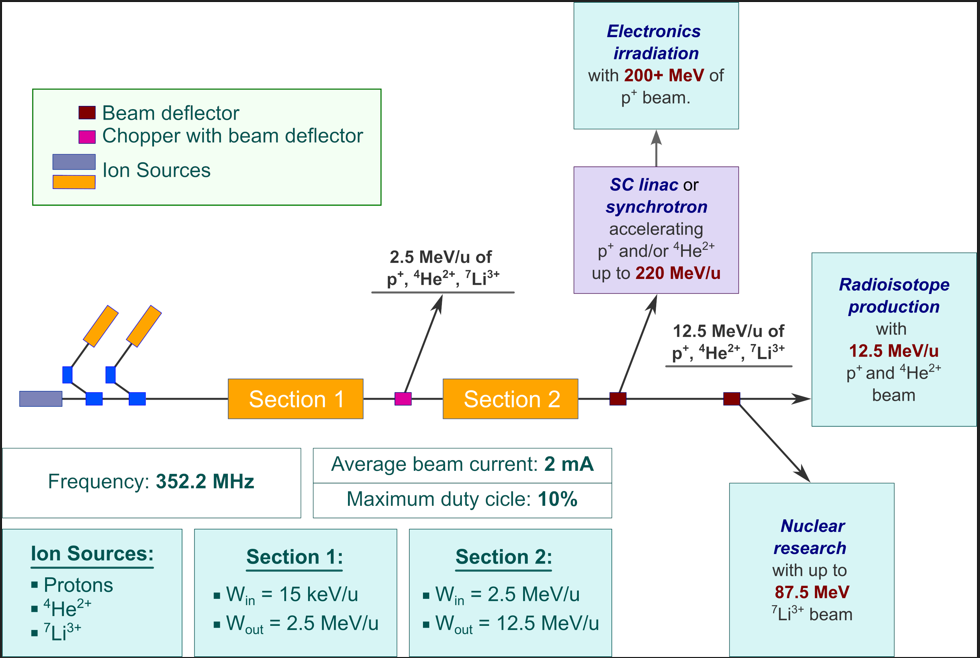 Electronics
irradiation
with 200+ MeV of
p⁺ beam.
Beam deflector
Chopper with beam deflector
Ion Sources
SC linac or
synchrotron
accelerating
p⁺ and/or ⁴He²⁺
up to 220 MeV/u
2.5 MeV/u of
p⁺, ⁴He²⁺, ⁷Li³⁺
12.5 MeV/u of
p⁺, ⁴He²⁺, ⁷Li³⁺
Radioisotope
production
with
12.5 MeV/u
p⁺ and ⁴He²⁺
beam
Section 1
Section 2
Frequency: 352.2 MHz
Average beam current: 2 mA
Maximum duty cicle: 10%
Ion Sources:
▪ Protons
▪ ⁴He²⁺
▪ ⁷Li³⁺
Section 1:
▪ Wᵢₙ = 15 keV/u
▪ Wₒᵤₜ = 2.5 MeV/u
Section 2:
▪ Wᵢₙ = 2.5 MeV/u
▪ Wₒᵤₜ = 12.5 MeV/u
Nuclear
research
with up to
87.5 MeV
⁷Li³⁺ beam